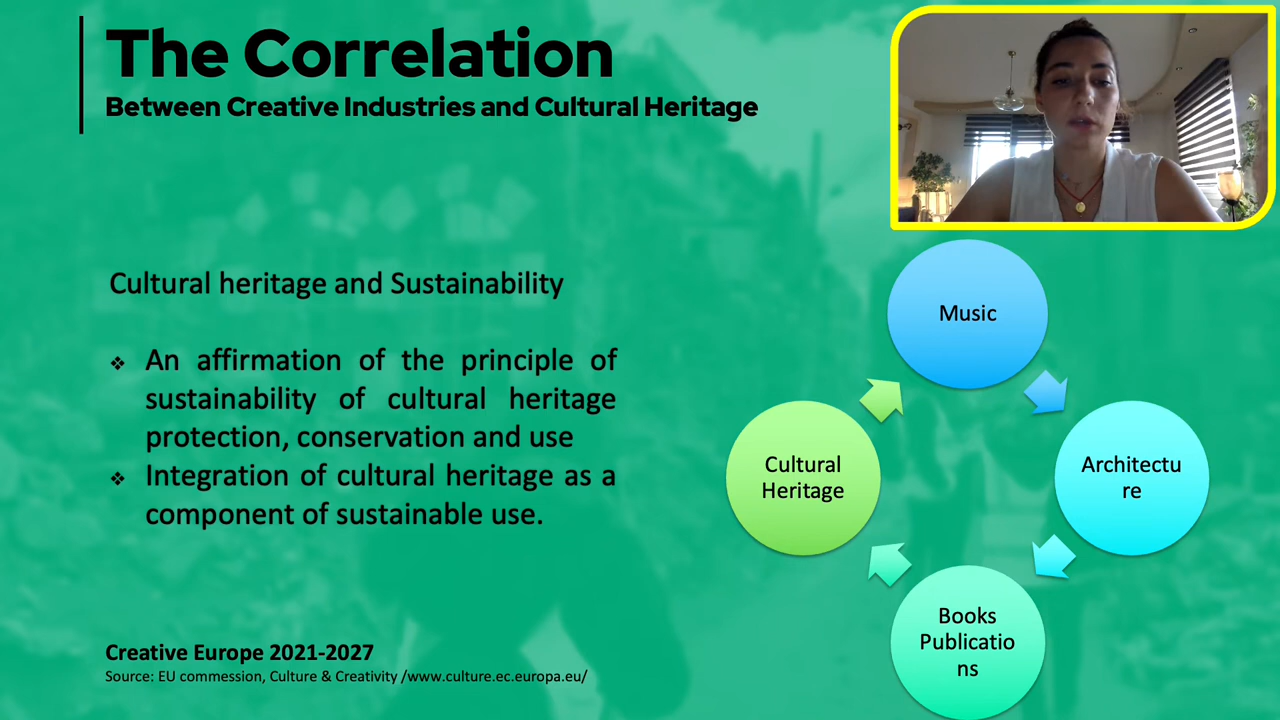 The Correlation
Between Creative Industries and Cultural Heritage
Cultural heritage and Sustainability
❖ An affirmation of the principle of
sustainability of cultural heritage
protection, conservation and use
❖ Integration of cultural heritage as a
component of sustainable use.
Music
Architectu
re
Books
Publicatio
ns
Cultural
Heritage
Creative Europe 2021-2027
Source: EU commession, Culture & Creativity /www.culture.ec.europa.eu/